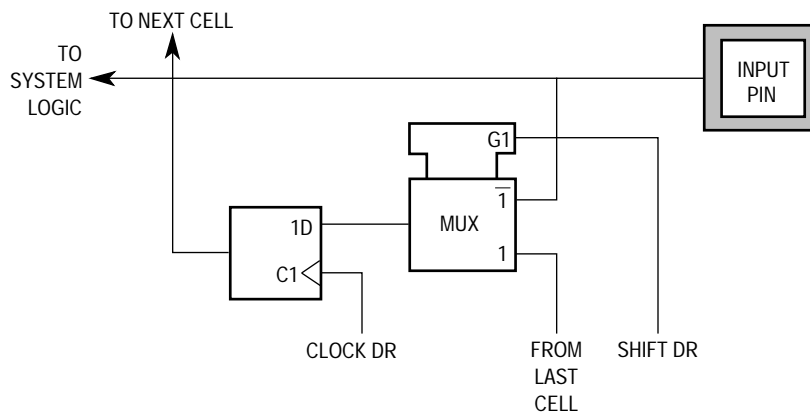 TO NEXT CELL
TO
SYSTEM
LOGIC
INPUT
PIN
G1
1
MUX
1
1D
C1
CLOCK DR
FROM
LAST
CELL
SHIFT DR